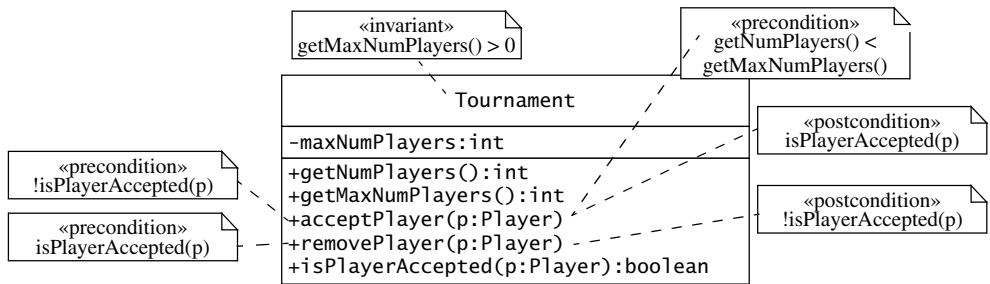 «invariant»
getMaxNumPlayers() > 0
«precondition»
getNumPlayers() <
getMaxNumPlayers()
Tournament
-maxNumPlayers:int
+getNumPlayers():int
+getMaxNumPlayers():int
+acceptPlayer(p:Player)
+removePlayer(p:Player)
+isPlayerAccepted(p:Player):boolean
«precondition»
!isPlayerAccepted(p)
«precondition»
isPlayerAccepted(p)
«postcondition»
isPlayerAccepted(p)
«postcondition»
!isPlayerAccepted(p)